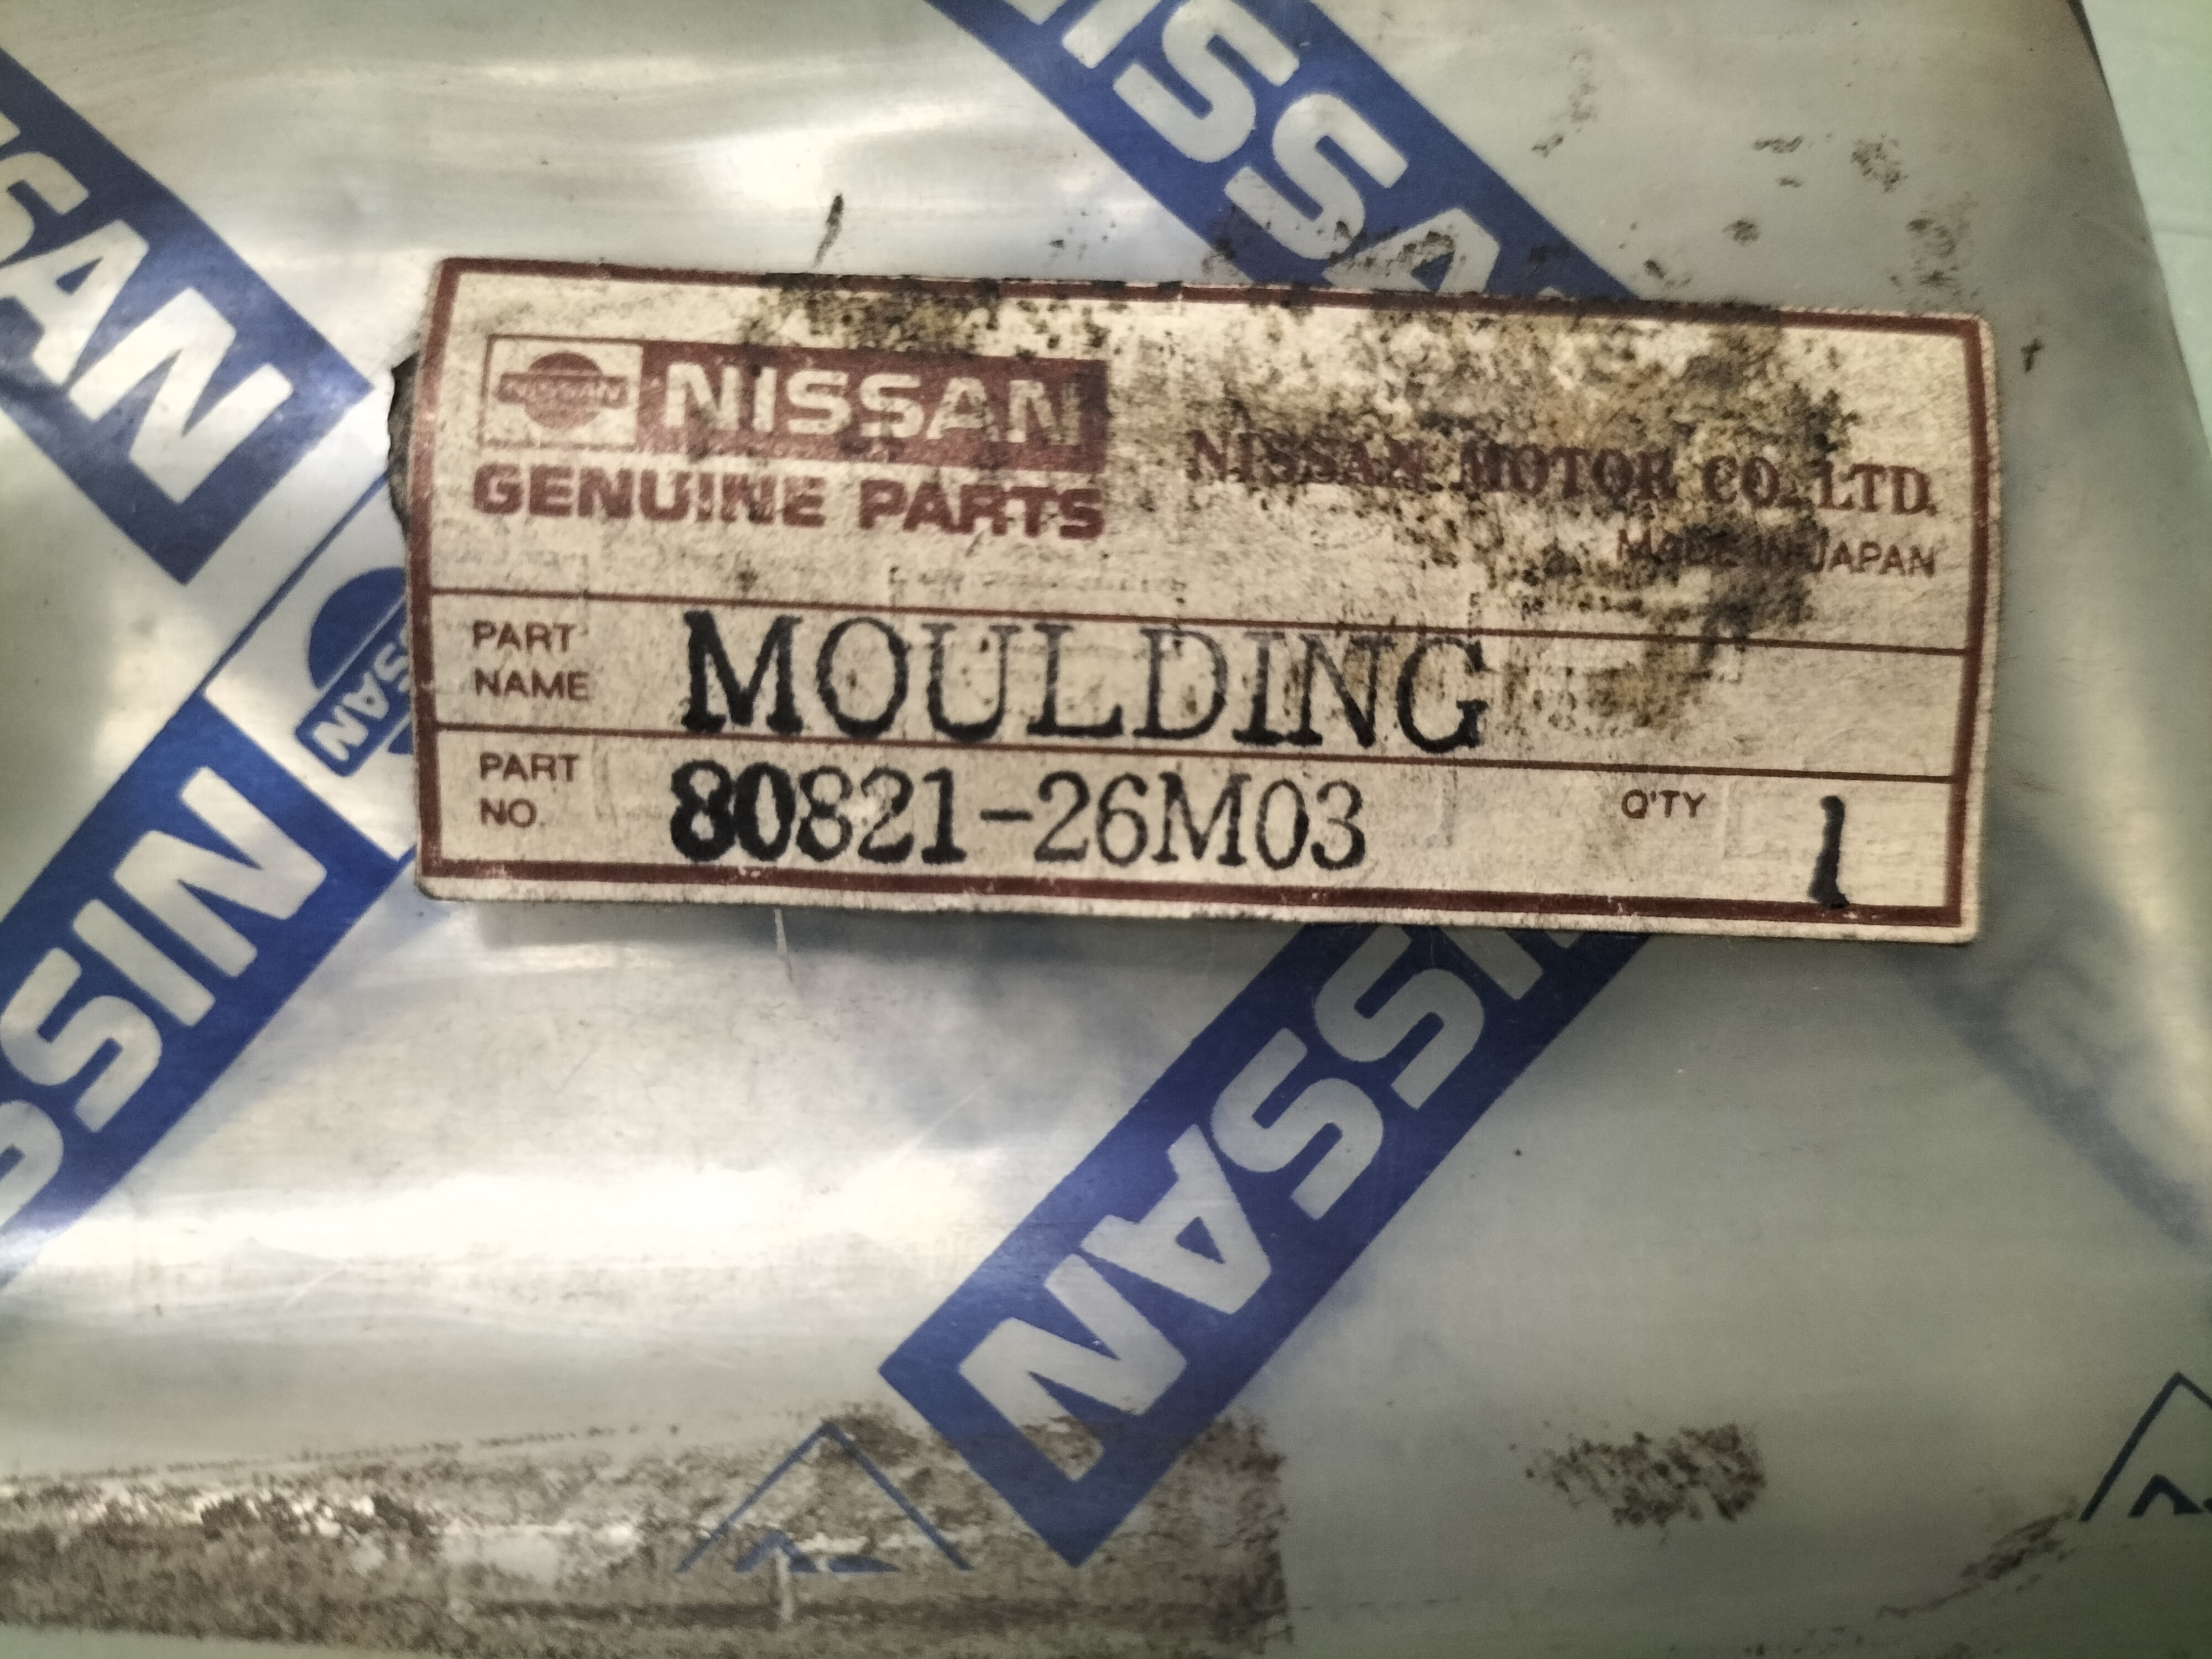 NISSAN
NISSAN
GENUINE PARTS
NISSAN MOTOR CO., LTD.
MADE IN JAPAN
PART NAME
MOULDING
PART NO.
80821-26M03
Q'TY
1
NISSAN
NISSAN
NISSAN
NISSAN
NISSAN